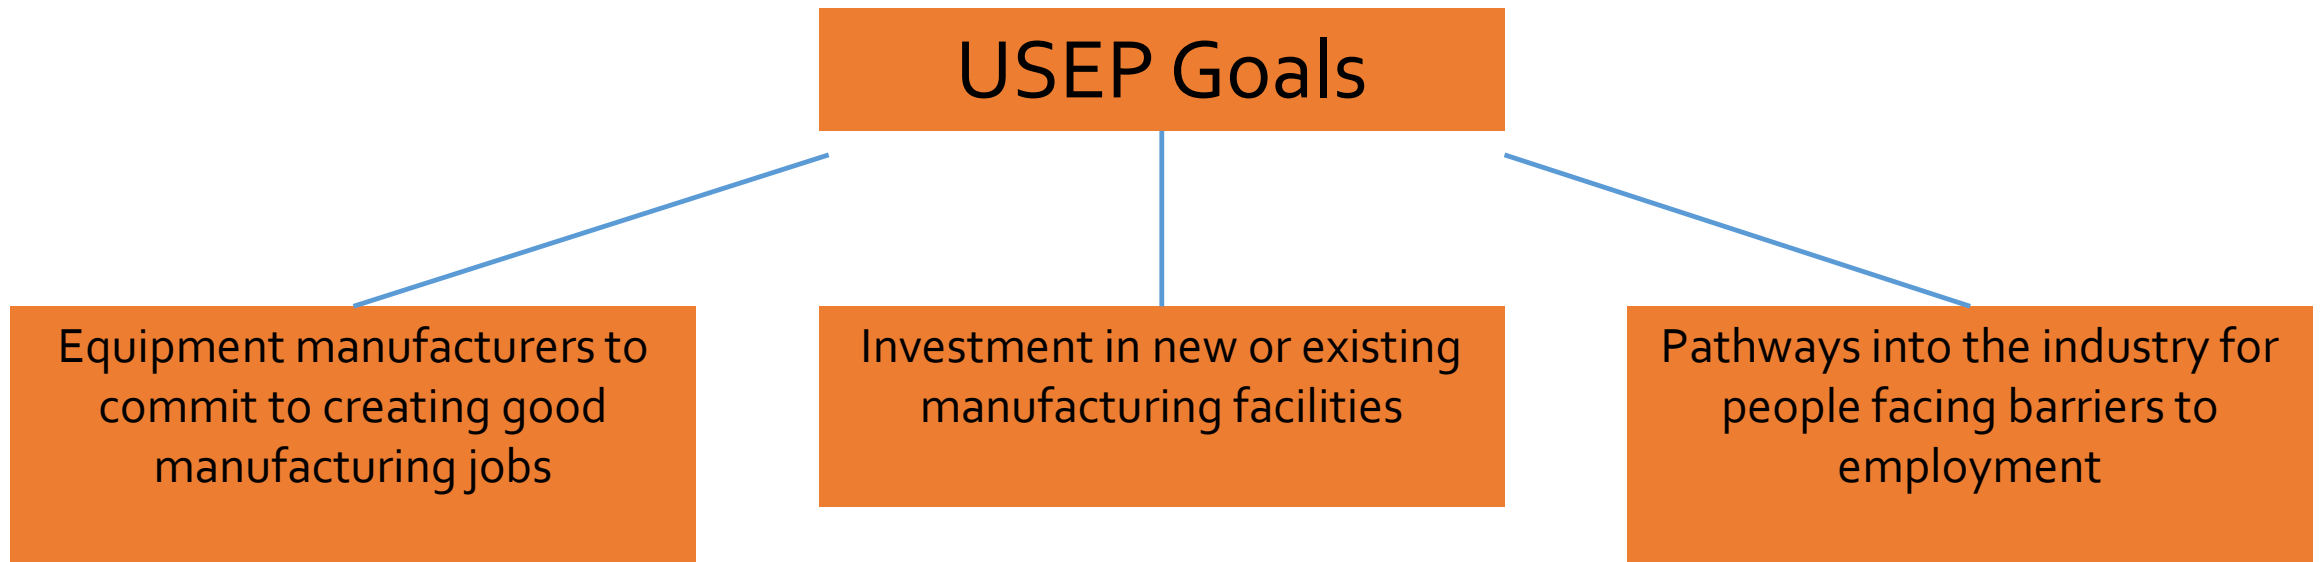 USEP Goals
Equipment manufacturers to
commit to creating good
manufacturing jobs
Investment in new or existing
manufacturing facilities
Pathways into the industry for
people facing barriers to
employment